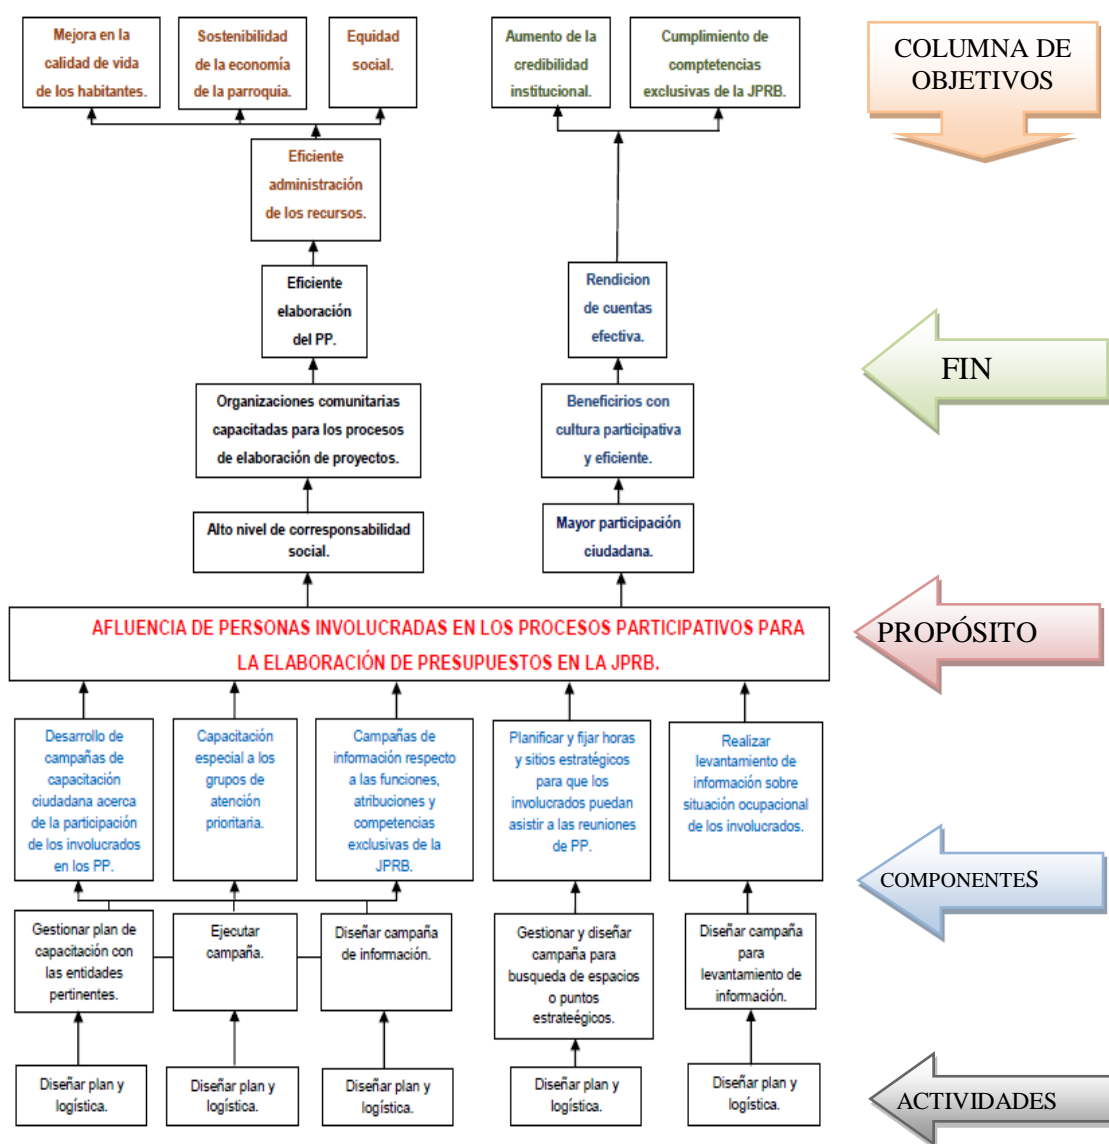 Mejora en la
calidad de vida
de los habitantes.
Sostenibilidad
de la economía
de la parroquia.
Equidad
social.
Aumento de la
credibilidad
institucional.
Cumplimiento de
comptetencias
exclusivas de la JPRB.
COLUMNA DE
OBJETIVOS
Eficiente
administración
de los recursos.
Eficiente
elaboración
del PP.
Rendicion
de cuentas
efectiva.
FIN
Organizaciones comunitarias
capacitadas para los procesos
de elaboración de proyectos.
Beneficirios con
cultura participativa
y eficiente.
Alto nivel de corresponsabilidad
social.
Mayor participación
ciudadana.
AFLUENCIA DE PERSONAS INVOLUCRADAS EN LOS PROCESOS PARTICIPATIVOS PARA
LA ELABORACIÓN DE PRESUPUESTOS EN LA JPRB.
PROPÓSITO
Desarrollo de
campañas de
capacitación
ciudadana acerca
de la participación
de los involucrados
en los PP.
Capacitación
especial a los
grupos de
atención
prioritaria.
Campañas de
información respecto
a las funciones,
atribuciones y
competencias
exclusivas de la
JPRB.
Planificar y fijar horas
y sitios estratégicos
para que los
involucrados puedan
asistir a las reuniones
de PP.
Realizar
levantamiento de
información sobre
situación ocupacional
de los involucrados.
COMPONENTES
Gestionar plan de
capacitación con
las entidades
pertinentes.
Ejecutar
campaña.
Diseñar campaña
de información.
Gestionar y diseñar
campaña para
busqueda de espacios
o puntos
estrateégicos.
Diseñar campaña
para
levantamiento de
información.
Diseñar plan y
logística.
Diseñar plan y
logística.
Diseñar plan y
logística.
Diseñar plan y
logística.
Diseñar plan y
logística.
ACTIVIDADES